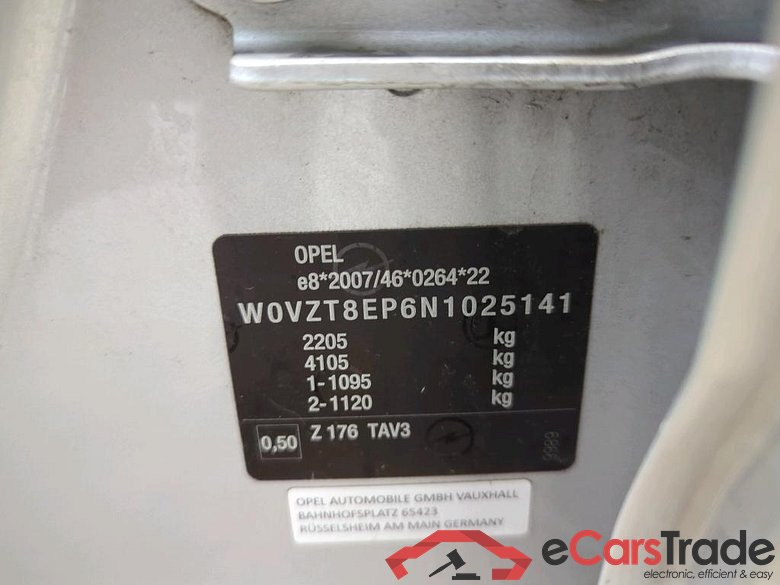 OPEL
e8*2007/46*0264*22
W0VZT8EP6N1025141
2205 kg
4105 kg
1-1095 kg
2-1120 kg
0,50 Z 176 TAV3
6866
OPEL AUTOMOBILE GMBH VAUXHALL
BAHNHOFSPLATZ 65423
RÜSSELSHEIM AM MAIN GERMANY
eCarsTrade
electronic, efficient & easy